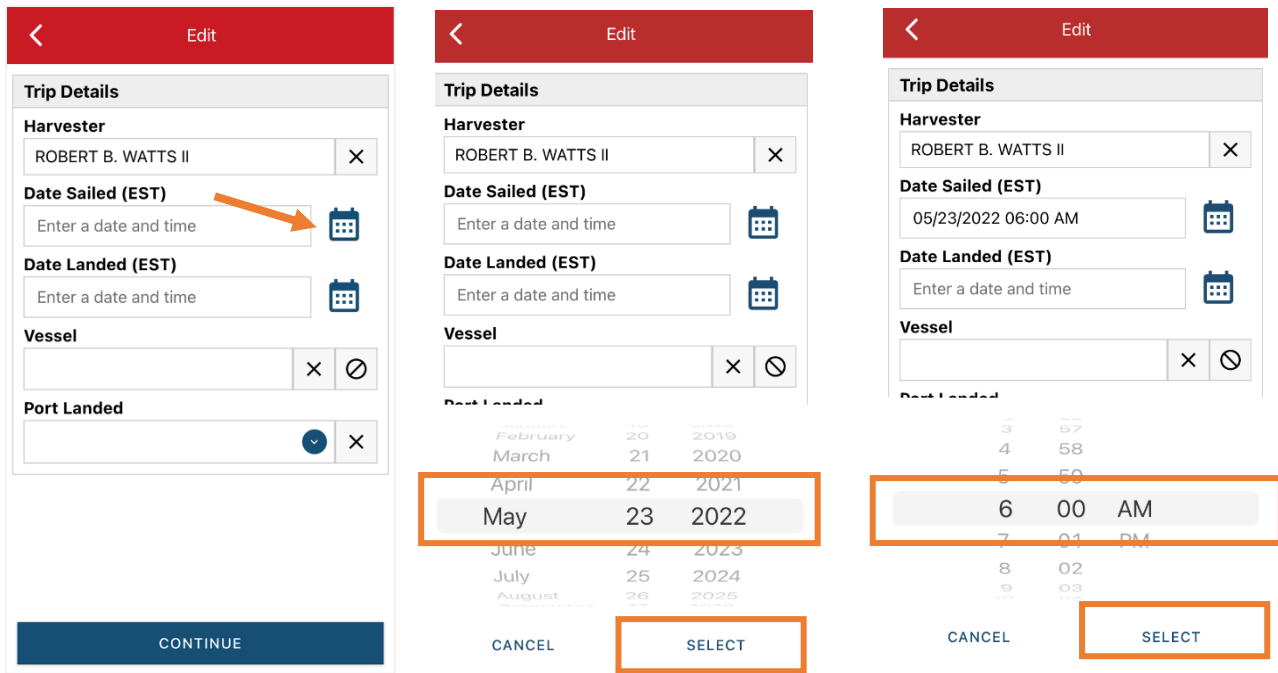 Edit
Trip Details
Harvester
ROBERT B. WATTS II
Date Sailed (EST)
Enter a date and time
Date Landed (EST)
Enter a date and time
Vessel
Port Landed
CONTINUE
Edit
Trip Details
Harvester
ROBERT B. WATTS II
Date Sailed (EST)
Enter a date and time
Date Landed (EST)
Enter a date and time
Vessel
Port Landed
February 20 2019
March 21 2020
April 22 2021
May 23 2022
June 24 2023
July 25 2024
August 26 2025
CANCEL SELECT
Edit
Trip Details
Harvester
ROBERT B. WATTS II
Date Sailed (EST)
05/23/2022 06:00 AM
Date Landed (EST)
Enter a date and time
Vessel
Port Landed
3 57
4 58
5 59
6 00 AM
7 01 PM
8 02
9 03
CANCEL SELECT